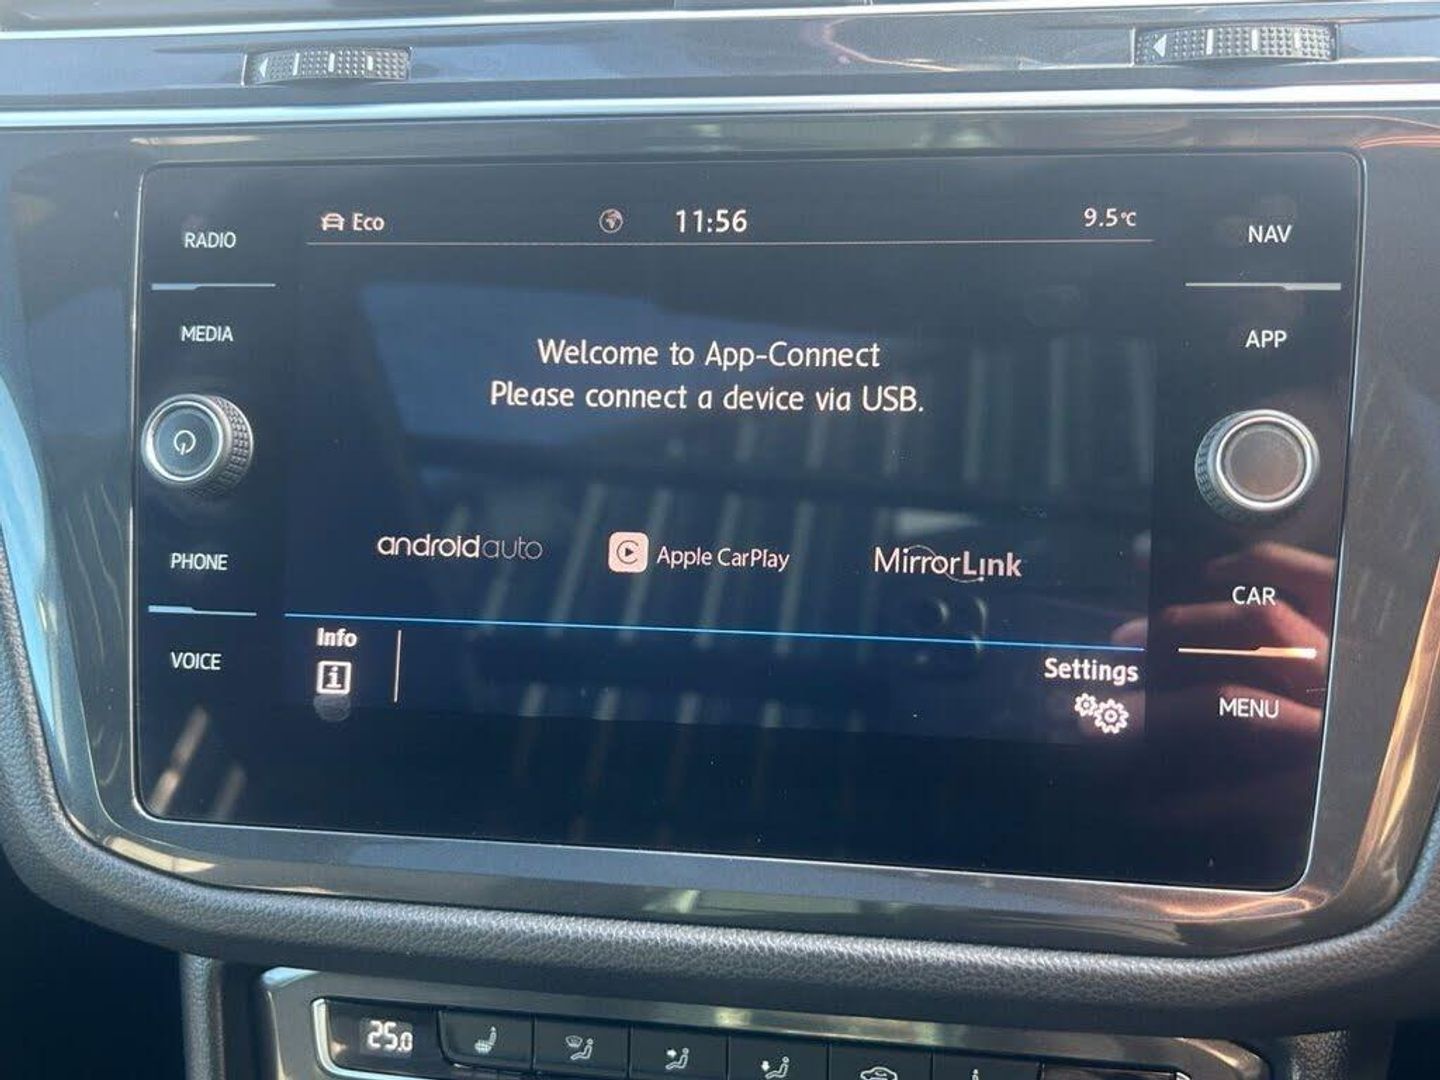 Eco 11:56 9.5°C
RADIO
NAV
MEDIA
APP
Welcome to App-Connect
Please connect a device via USB.
androidauto Apple CarPlay MirrorLink
PHONE
CAR
VOICE
Info
Settings
MENU
25.0